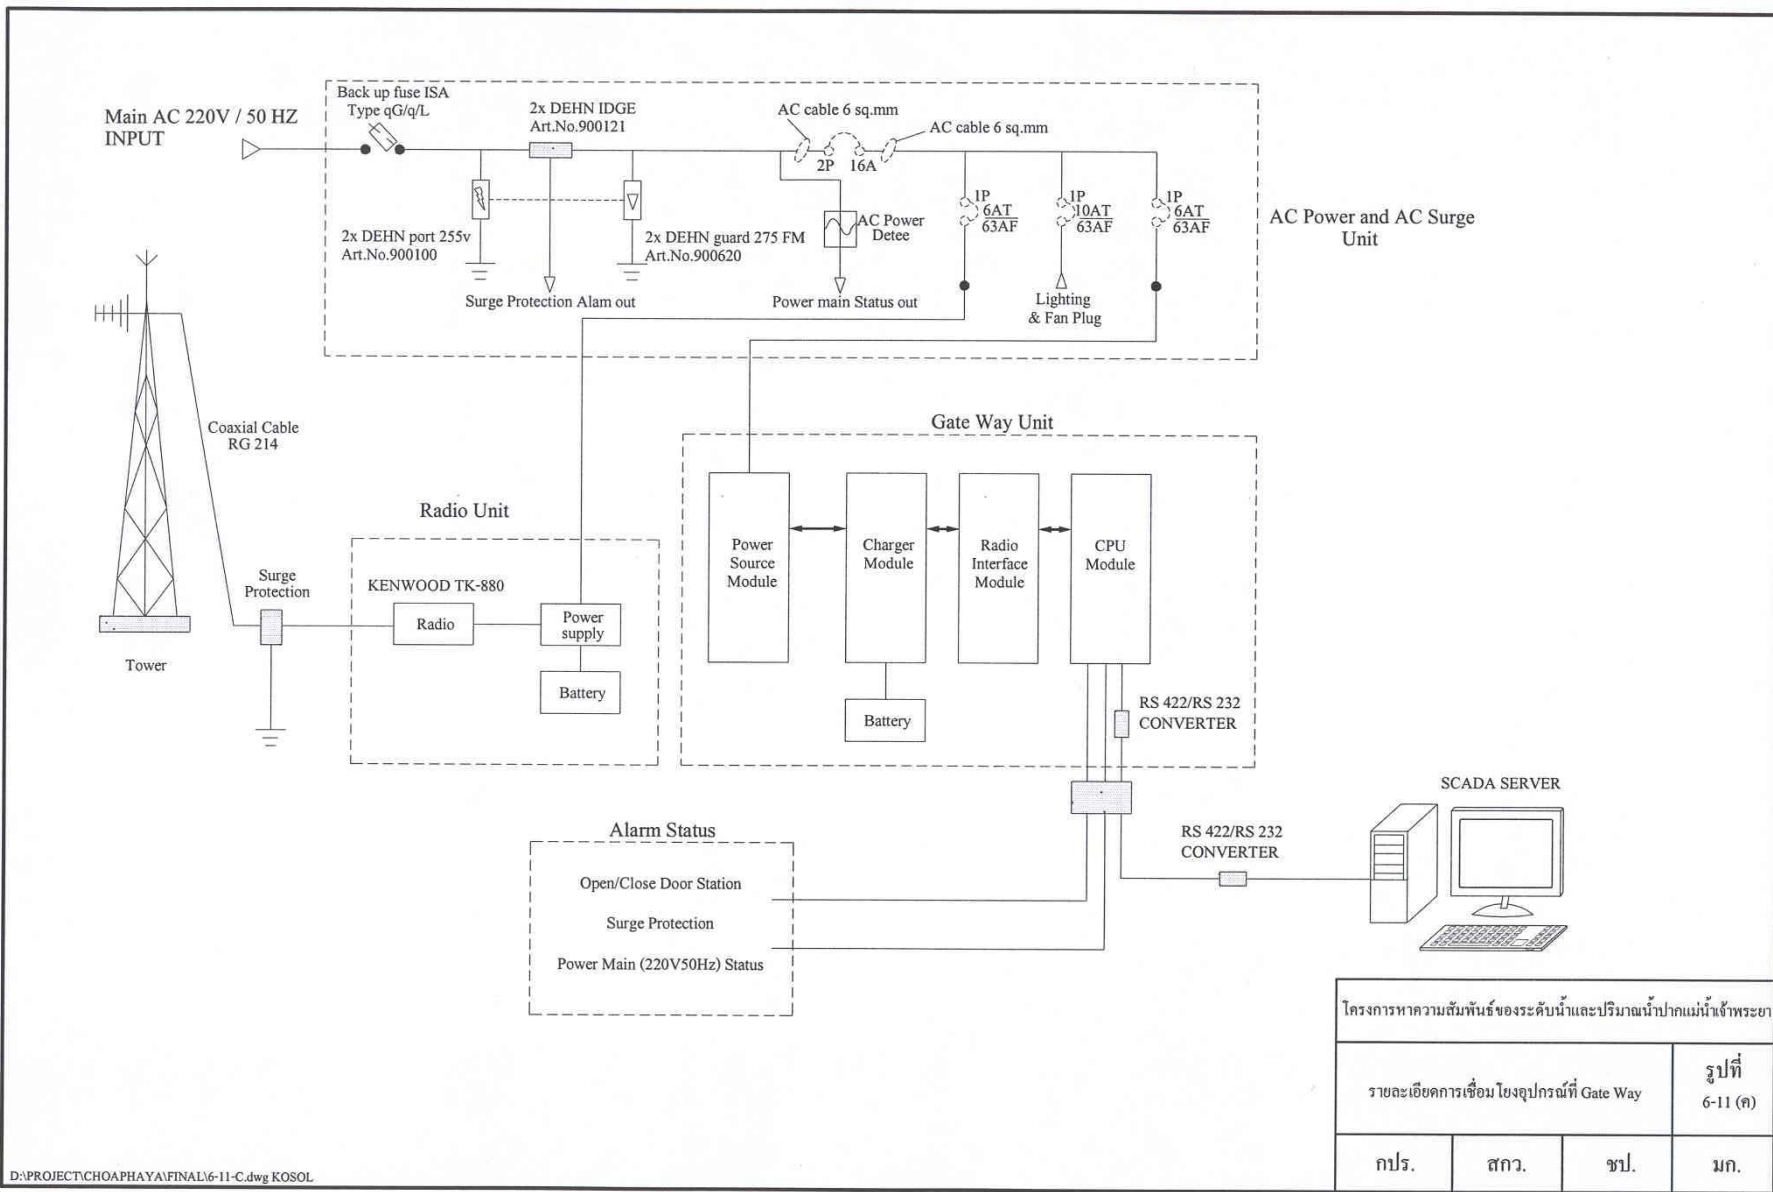 Main AC 220V / 50 HZ
INPUT
Back up fuse ISA
Type qG/q/L
2x DEHN IDGE
Art.No.900121
AC cable 6 sq.mm
AC cable 6 sq.mm
2P 16A
2x DEHN port 255v
Art.No.900100
2x DEHN guard 275 FM
Art.No.900620
AC Power
Detee
1P
6AT
63AF
1P
10AT
63AF
1P
6AT
63AF
AC Power and AC Surge
Unit
Surge Protection Alam out
Power main Status out
Lighting
& Fan Plug
Coaxial Cable
RG 214
Tower
Surge
Protection
Radio Unit
KENWOOD TK-880
Radio
Power
supply
Battery
Gate Way Unit
Power
Source
Module
Charger
Module
Radio
Interface
Module
CPU
Module
Battery
RS 422/RS 232
CONVERTER
Alarm Status
Open/Close Door Station
Surge Protection
Power Main (220V50Hz) Status
RS 422/RS 232
CONVERTER
SCADA SERVER
โครงการหาความสัมพันธ์ของระดับน้ำและปริมาณน้ำปากแม่น้ำเจ้าพระยา
รายละเอียดการเชื่อมโยงอุปกรณ์ที่ Gate Way
รูปที่
6-11 (ค)
กปร. สกว. ชป. มก.
D:\PROJECT\CHOAPHAYA\FINAL\6-11-C.dwg KOSOL